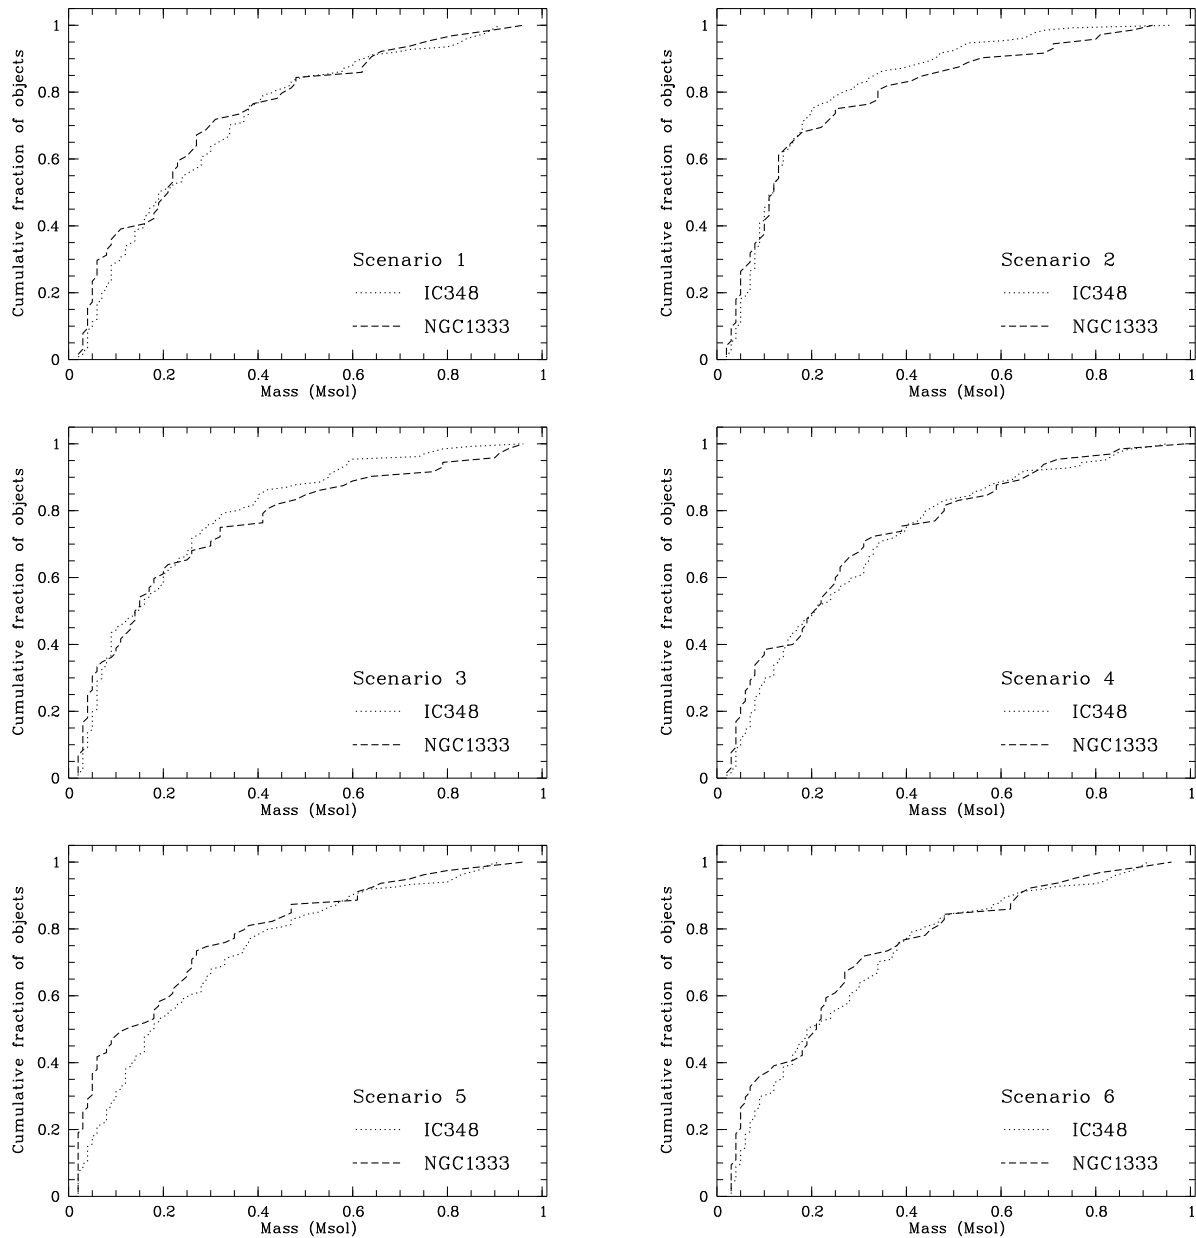 Cumulative fraction of objects
1
0.8
0.6
0.4
0.2
0
Scenario 1
IC348
NGC1333
0 0.2 0.4 0.6 0.8 1
Mass (Msol)
Cumulative fraction of objects
1
0.8
0.6
0.4
0.2
0
Scenario 2
IC348
NGC1333
0 0.2 0.4 0.6 0.8 1
Mass (Msol)
Cumulative fraction of objects
1
0.8
0.6
0.4
0.2
0
Scenario 3
IC348
NGC1333
0 0.2 0.4 0.6 0.8 1
Mass (Msol)
Cumulative fraction of objects
1
0.8
0.6
0.4
0.2
0
Scenario 4
IC348
NGC1333
0 0.2 0.4 0.6 0.8 1
Mass (Msol)
Cumulative fraction of objects
1
0.8
0.6
0.4
0.2
0
Scenario 5
IC348
NGC1333
0 0.2 0.4 0.6 0.8 1
Mass (Msol)
Cumulative fraction of objects
1
0.8
0.6
0.4
0.2
0
Scenario 6
IC348
NGC1333
0 0.2 0.4 0.6 0.8 1
Mass (Msol)